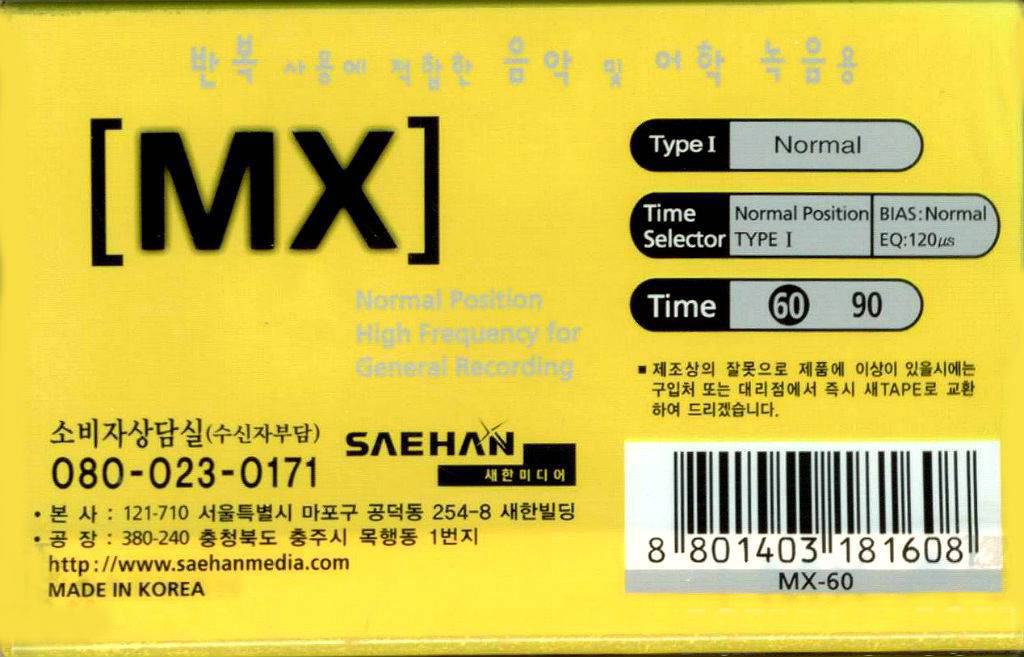 반복 사용에 적합한 음악 및 어학 녹음용
[MX]
Normal Position
High Frequency for
General Recording
Type I Normal
Time Selector Normal Position TYPE I BIAS:Normal EQ:120µs
Time 60 90
▪ 제조상의 잘못으로 제품에 이상이 있을시에는
구입처 또는 대리점에서 즉시 새TAPE로 교환
하여 드리겠습니다.
소비자상담실(수신자부담)
080-023-0171
SAEHAN
새한미디어
• 본 사 : 121-710 서울특별시 마포구 공덕동 254-8 새한빌딩
• 공 장 : 380-240 충청북도 충주시 목행동 1번지
http://www.saehanmedia.com
MADE IN KOREA
8 801403 181608
MX-60